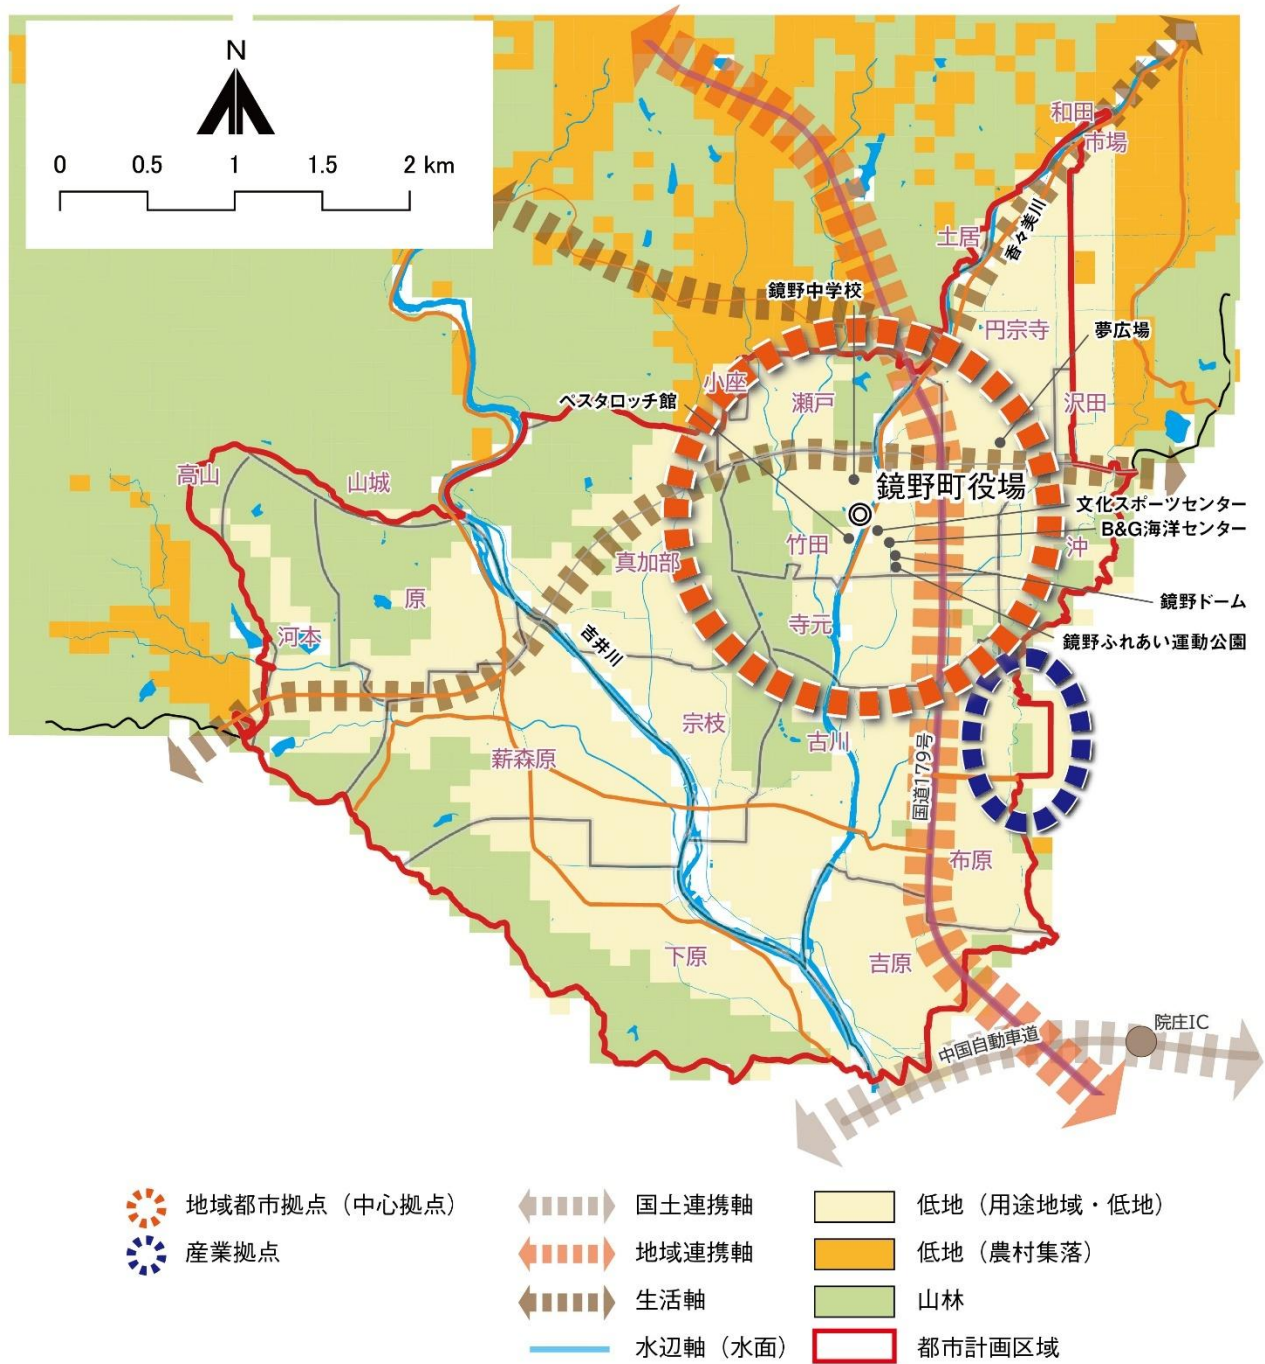 N
0 0.5 1 1.5 2 km
和田
市場
土居
香々美川
鏡野中学校
円宗寺
夢広場
小座
瀬戸
沢田
ペスタロッチ館
高山
山城
鏡野町役場
文化スポーツセンター
B&G海洋センター
竹田
沖
真加部
原
鏡野ドーム
寺元
河本
吉井川
鏡野ふれあい運動公園
宗枝
古川
薪森原
国道179号
布原
下原
吉原
院庄IC
中国自動車道
地域都市拠点（中心拠点）
産業拠点
国土連携軸
地域連携軸
生活軸
水辺軸（水面）
低地（用途地域・低地）
低地（農村集落）
山林
都市計画区域